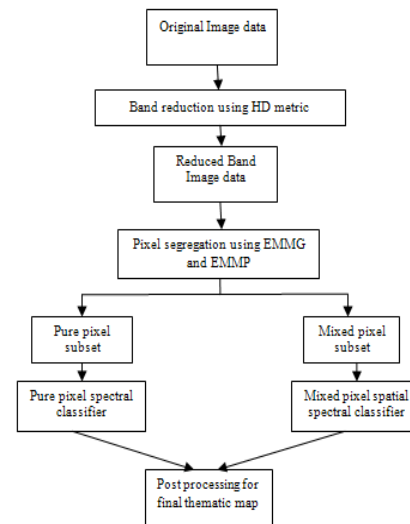 Original Image data
Band reduction using HD metric
Reduced Band
Image data
Pixel segregation using EMMG
and EMMP
Pure pixel
subset
Mixed pixel
subset
Pure pixel spectral
classifier
Mixed pixel spatial
spectral classifier
Post processing for
final thematic map